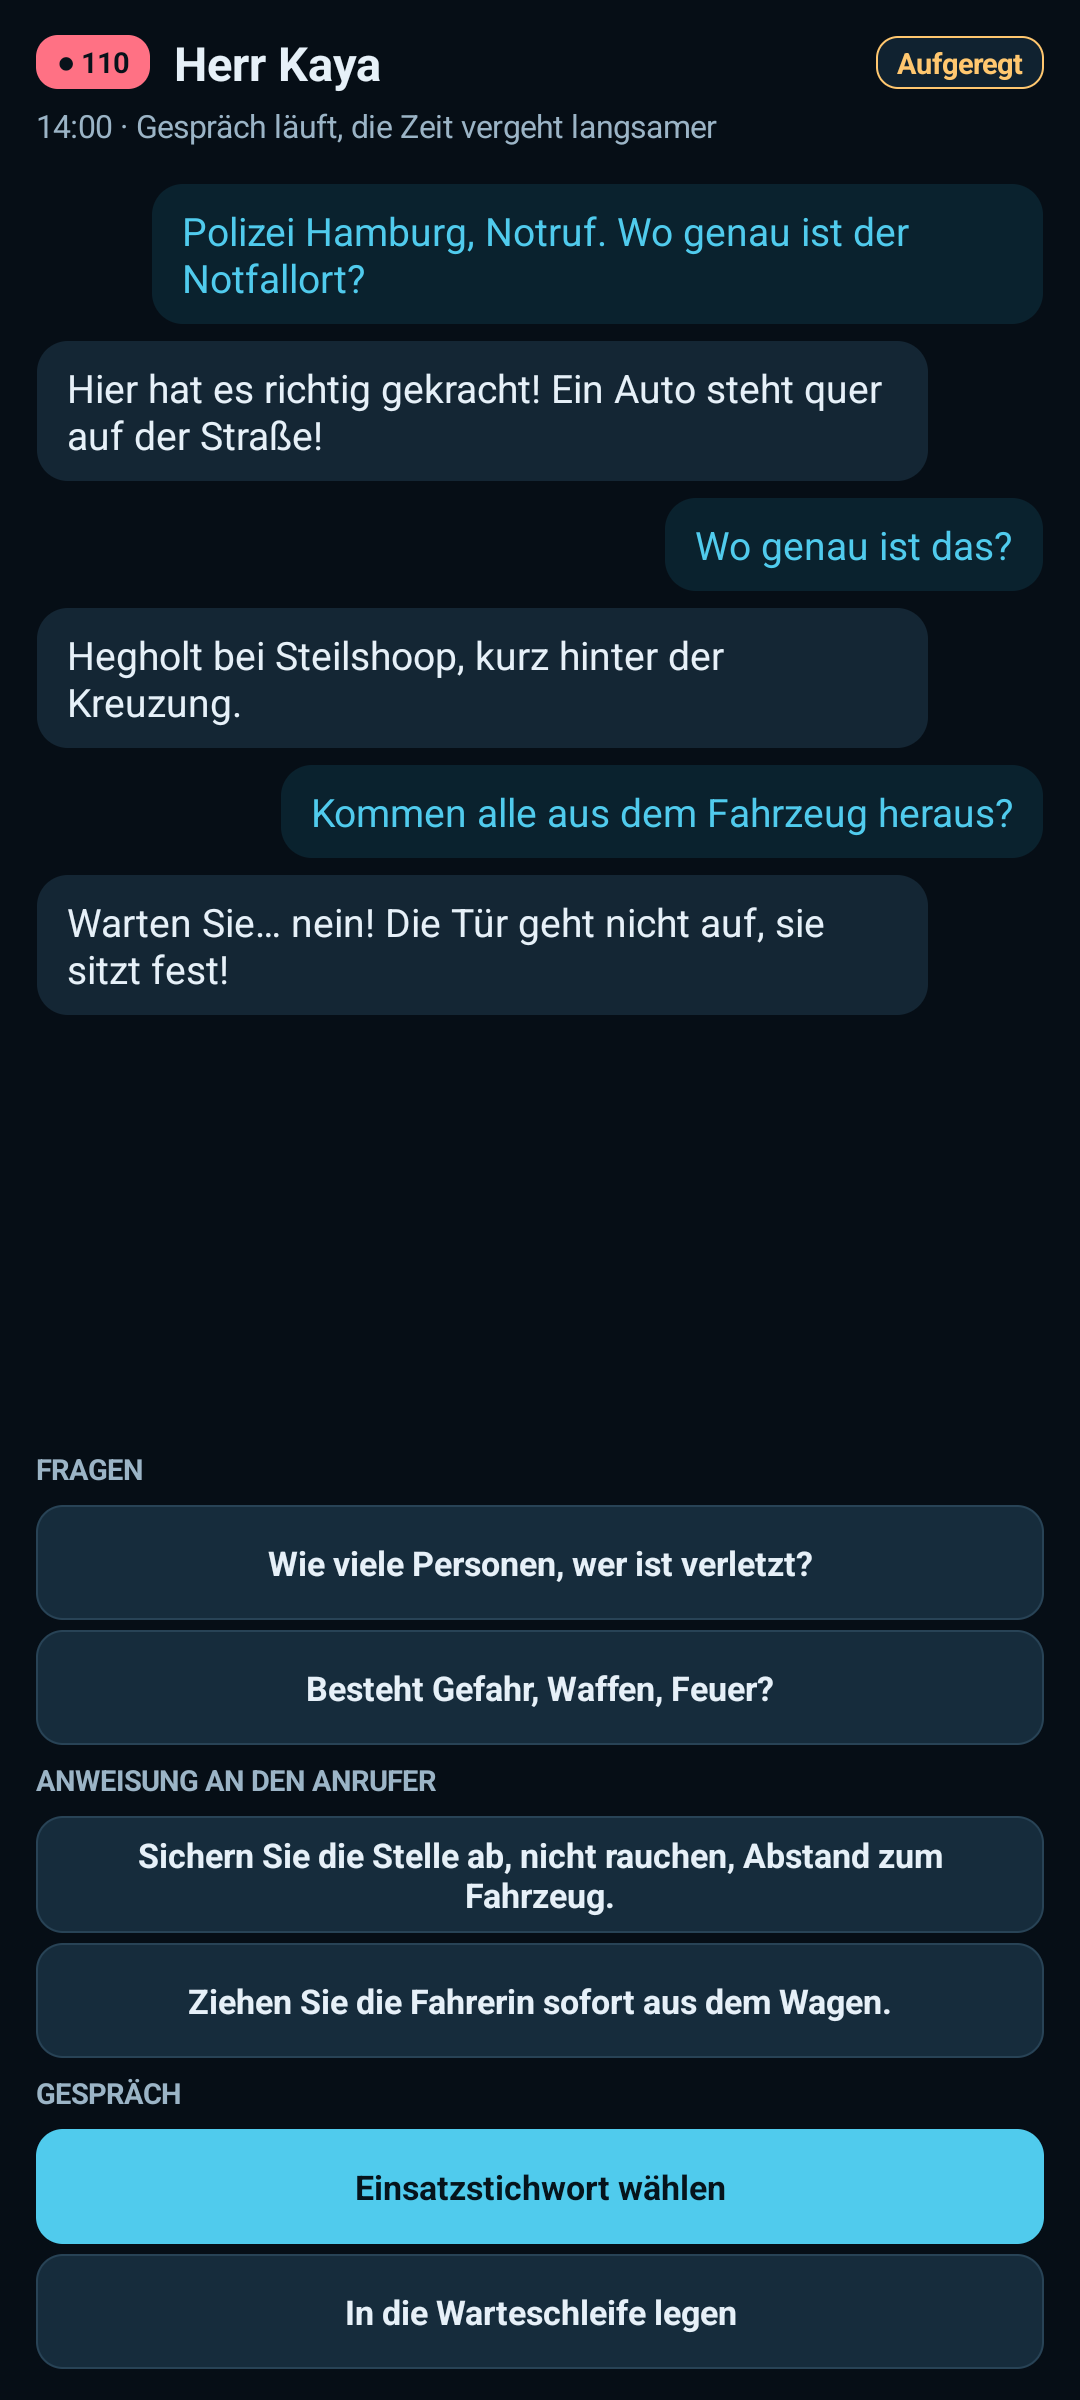 ● 110 Herr Kaya Aufgeregt
14:00 · Gespräch läuft, die Zeit vergeht langsamer
Polizei Hamburg, Notruf. Wo genau ist der
Notfallort?
Hier hat es richtig gekracht! Ein Auto steht quer
auf der Straße!
Wo genau ist das?
Hegholt bei Steilshoop, kurz hinter der
Kreuzung.
Kommen alle aus dem Fahrzeug heraus?
Warten Sie… nein! Die Tür geht nicht auf, sie
sitzt fest!
FRAGEN
Wie viele Personen, wer ist verletzt?
Besteht Gefahr, Waffen, Feuer?
ANWEISUNG AN DEN ANRUFER
Sichern Sie die Stelle ab, nicht rauchen, Abstand zum
Fahrzeug.
Ziehen Sie die Fahrerin sofort aus dem Wagen.
GESPRÄCH
Einsatzstichwort wählen
In die Warteschleife legen